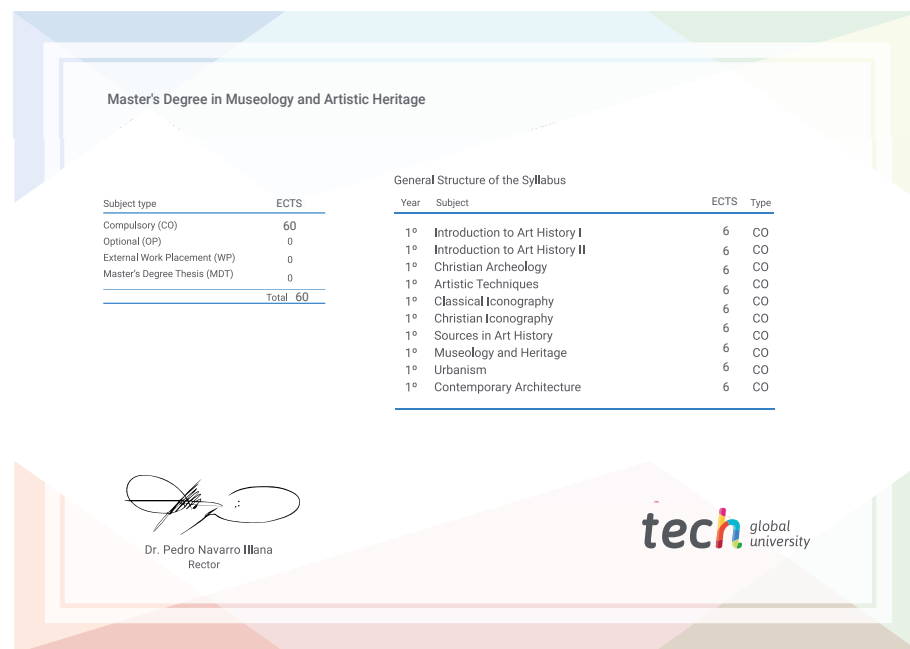 Master's Degree in Museology and Artistic Heritage
Subject type ECTS
Compulsory (CO) 60
Optional (OP) 0
External Work Placement (WP) 0
Master's Degree Thesis (MDT) 0
Total 60
General Structure of the Syllabus
Year Subject ECTS Type
1º Introduction to Art History I 6 CO
1º Introduction to Art History II 6 CO
1º Christian Archeology 6 CO
1º Artistic Techniques 6 CO
1º Classical Iconography 6 CO
1º Christian Iconography 6 CO
1º Sources in Art History 6 CO
1º Museology and Heritage 6 CO
1º Urbanism 6 CO
1º Contemporary Architecture 6 CO
Dr. Pedro Navarro Illana
Rector
tech global
university